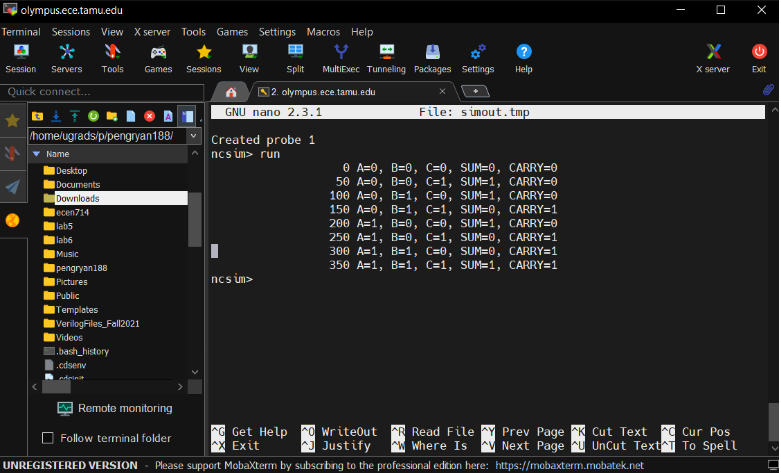 olympus.ece.tamu.edu
Terminal Sessions View X server Tools Games Settings Macros Help
Session Servers Tools Games Sessions View Split MultiExec Tunneling Packages Settings Help X server Exit
Quick connect...
2. olympus.ece.tamu.edu
/home/ugrads/p/pengryan188/
Name
Desktop
Documents
Downloads
ecen714
lab5
lab6
Music
pengryan188
Pictures
Public
Templates
VerilogFiles_Fall2021
Videos
.bash_history
.cdsenv
.cdsinit
Remote monitoring
Follow terminal folder
GNU nano 2.3.1 File: simout.tmp
Created probe 1
ncsim> run
0 A=0, B=0, C=0, SUM=0, CARRY=0
50 A=0, B=0, C=1, SUM=1, CARRY=0
100 A=0, B=1, C=0, SUM=1, CARRY=0
150 A=0, B=1, C=1, SUM=0, CARRY=1
200 A=1, B=0, C=0, SUM=1, CARRY=0
250 A=1, B=0, C=1, SUM=0, CARRY=1
300 A=1, B=1, C=0, SUM=0, CARRY=1
350 A=1, B=1, C=1, SUM=1, CARRY=1
ncsim>
^G Get Help ^O WriteOut ^R Read File ^Y Prev Page ^K Cut Text ^C Cur Pos
^X Exit ^J Justify ^W Where Is ^V Next Page ^U UnCut Text ^T To Spell
UNREGISTERED VERSION - Please support MobaXterm by subscribing to the professional edition here: https://mobaxterm.mobatek.net